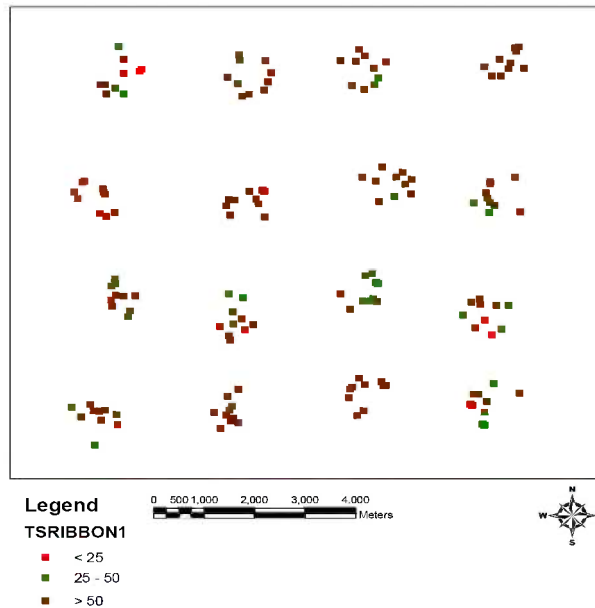 Legend
TSRIBBON1
< 25
25 - 50
> 50
0 500 1,000 2,000 3,000 4,000
Meters
N
W E
S